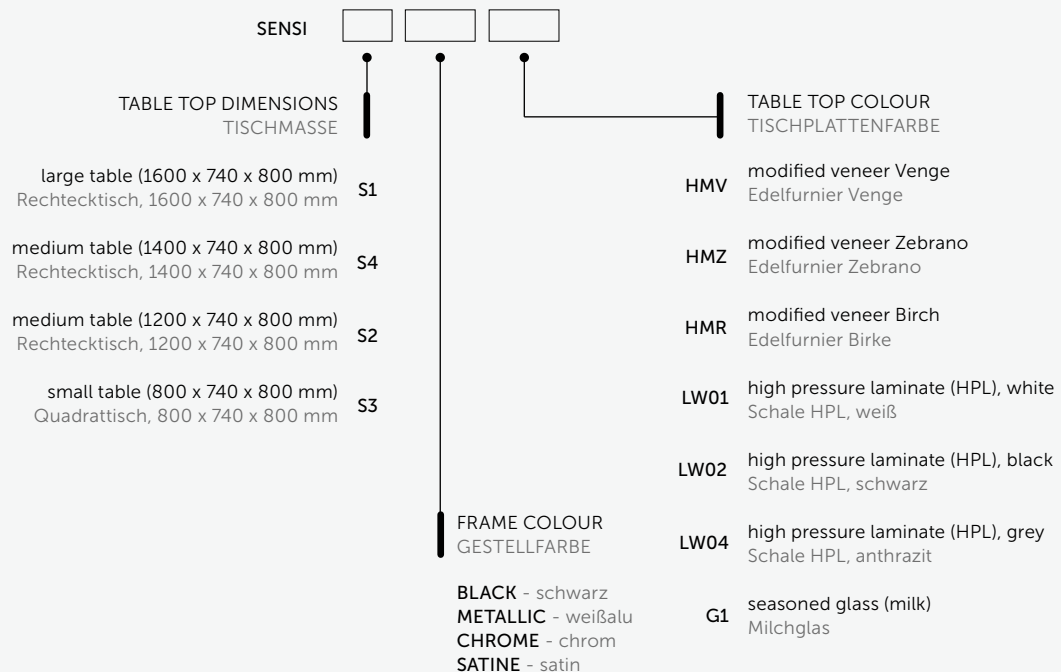 SENSI
TABLE TOP DIMENSIONS
TISCHMASSE
large table (1600 x 740 x 800 mm)
Rechtecktisch, 1600 x 740 x 800 mm
S1
medium table (1400 x 740 x 800 mm)
Rechtecktisch, 1400 x 740 x 800 mm
S4
medium table (1200 x 740 x 800 mm)
Rechtecktisch, 1200 x 740 x 800 mm
S2
small table (800 x 740 x 800 mm)
Quadrattisch, 800 x 740 x 800 mm
S3
FRAME COLOUR
GESTELLFARBE
BLACK - schwarz
METALLIC - weißalu
CHROME - chrom
SATINE - satin
TABLE TOP COLOUR
TISCHPLATTENFARBE
HMV
modified veneer Venge
Edelfurnier Venge
HMZ
modified veneer Zebrano
Edelfurnier Zebrano
HMR
modified veneer Birch
Edelfurnier Birke
LW01
high pressure laminate (HPL), white
Schale HPL, weiß
LW02
high pressure laminate (HPL), black
Schale HPL, schwarz
LW04
high pressure laminate (HPL), grey
Schale HPL, anthrazit
G1
seasoned glass (milk)
Milchglas